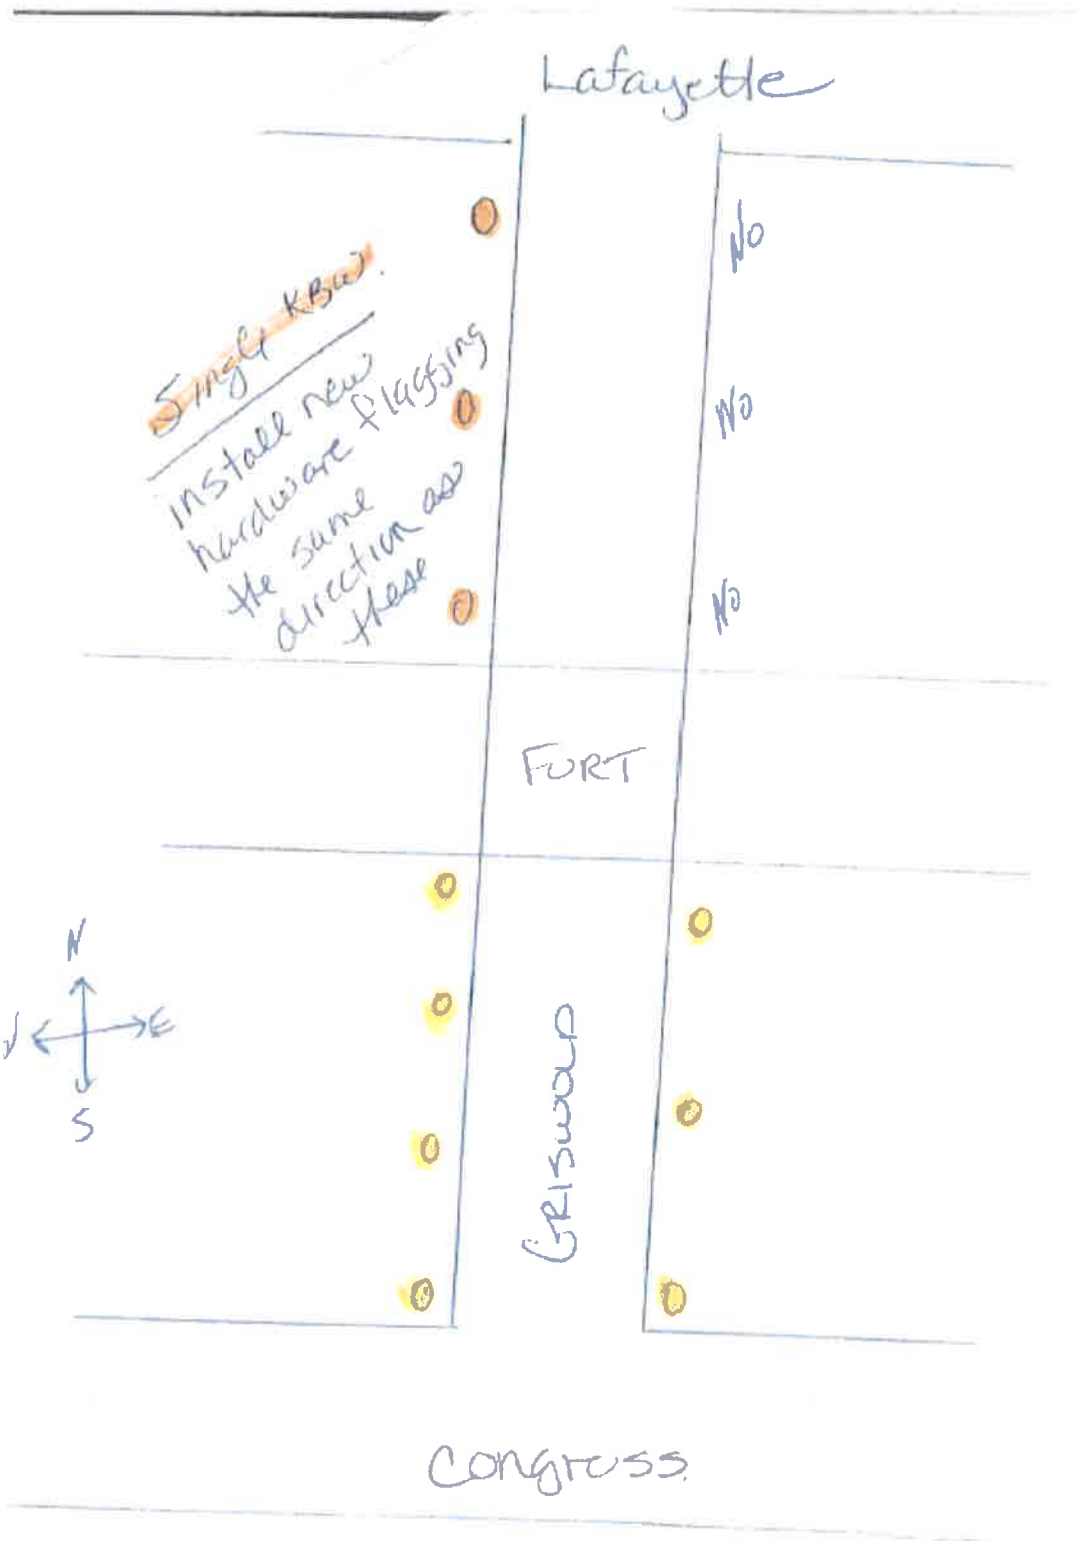 Lafayette
No
Single KBW.
install new
hardware flagging
the same
direction as
these
No
No
FORT
N
E
S
GRISWOLD
Congress.